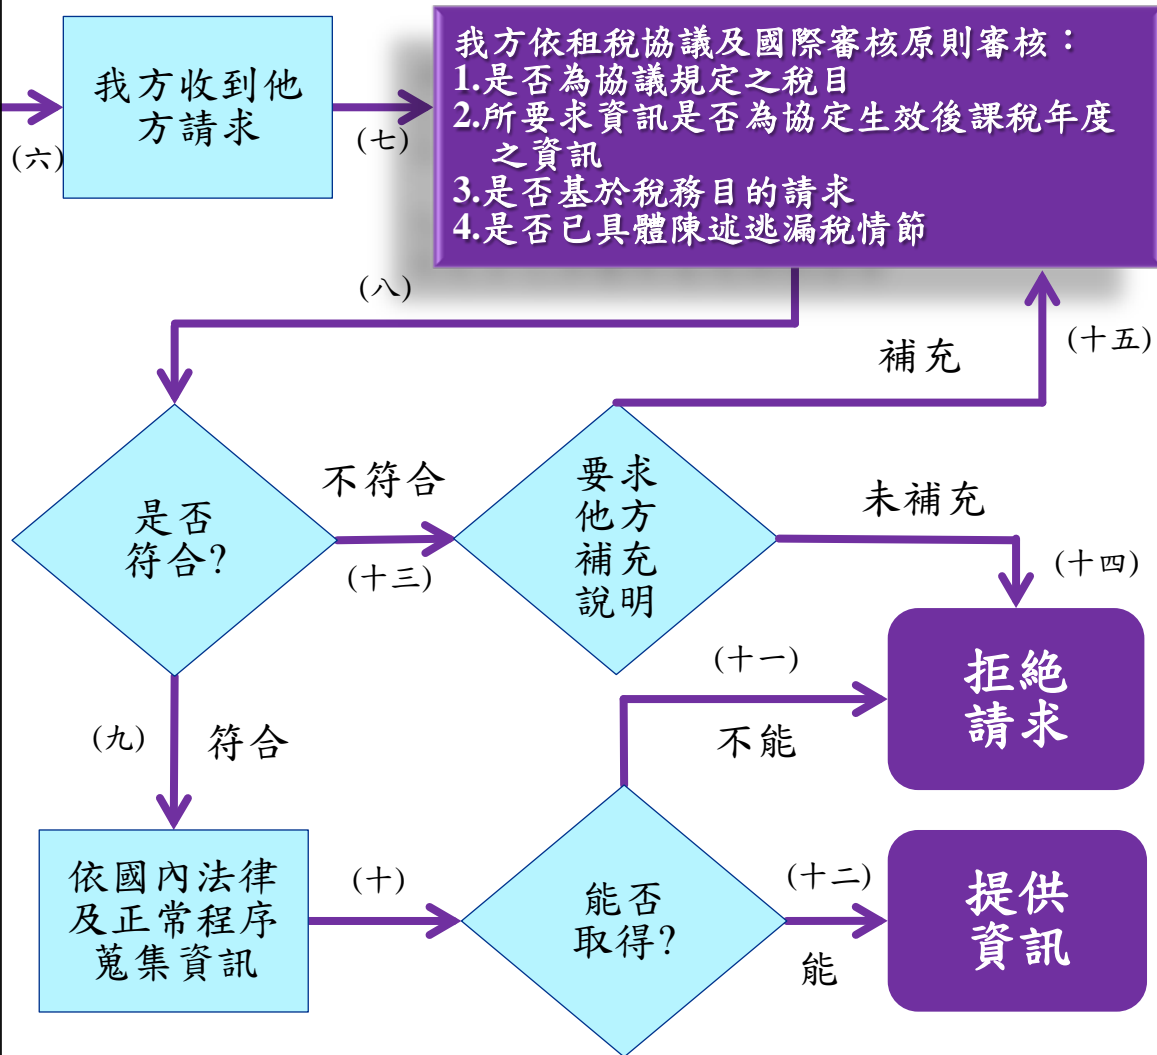 我方收到他
方請求
(六)
(七)
我方依租稅協議及國際審核原則審核：
1.是否為協議規定之稅目
2.所要求資訊是否為協定生效後課稅年度
之資訊
3.是否基於稅務目的請求
4.是否已具體陳述逃漏稅情節
(八)
補充
(十五)
是否
符合?
不符合
(十三)
要求
他方
補充
說明
未補充
(十四)
拒絕
請求
(十一)
不能
(九)
符合
依國內法律
及正常程序
蒐集資訊
(十)
能否
取得?
(十二)
能
提供
資訊